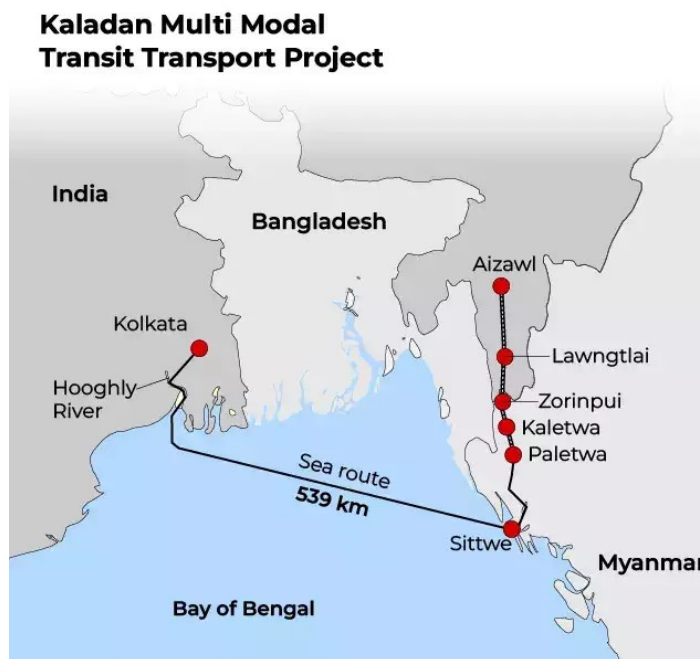 Kaladan Multi Modal
Transit Transport Project
India
Bangladesh
Aizawl
Kolkata
Lawngtlai
Hooghly
River
Zorinpui
Kaletwa
Paletwa
Sea route
539 km
Sittwe
Myanmar
Bay of Bengal